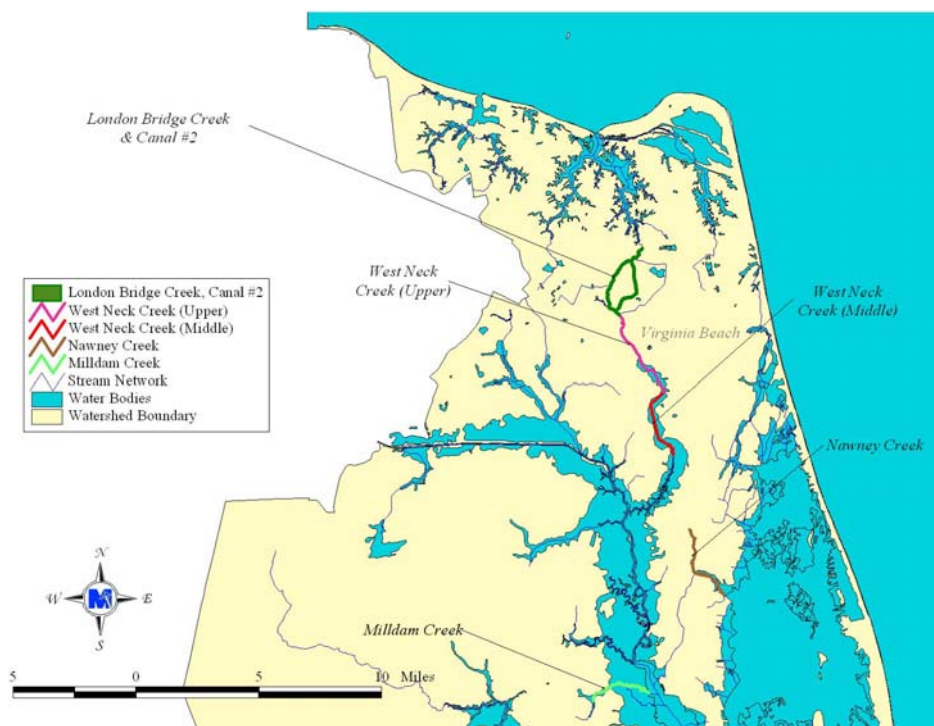 London Bridge Creek
& Canal #2
West Neck
Creek (Upper)
West Neck
Creek (Middle)
London Bridge Creek, Canal #2
West Neck Creek (Upper)
West Neck Creek (Middle)
Nawney Creek
Milldam Creek
Stream Network
Water Bodies
Watershed Boundary
Virginia Beach
Nawney Creek
N
W M E
S
Milldam Creek
5 0 5 10 Miles